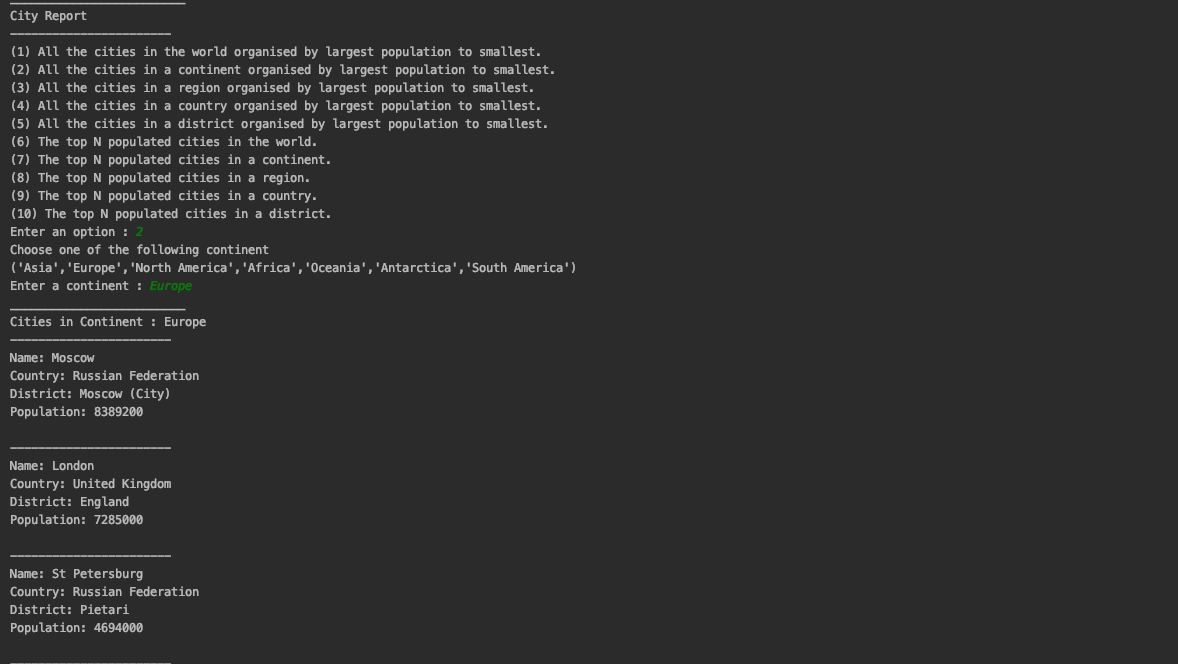 City Report
(1) All the cities in the world organised by largest population to smallest.
(2) All the cities in a continent organised by largest population to smallest.
(3) All the cities in a region organised by largest population to smallest.
(4) All the cities in a country organised by largest population to smallest.
(5) All the cities in a district organised by largest population to smallest.
(6) The top N populated cities in the world.
(7) The top N populated cities in a continent.
(8) The top N populated cities in a region.
(9) The top N populated cities in a country.
(10) The top N populated cities in a district.
Enter an option : 2
Choose one of the following continent
('Asia','Europe','North America','Africa','Oceania','Antarctica','South America')
Enter a continent : Europe
Cities in Continent : Europe
Name: Moscow
Country: Russian Federation
District: Moscow (City)
Population: 8389200
Name: London
Country: United Kingdom
District: England
Population: 7285000
Name: St Petersburg
Country: Russian Federation
District: Pietari
Population: 4694000